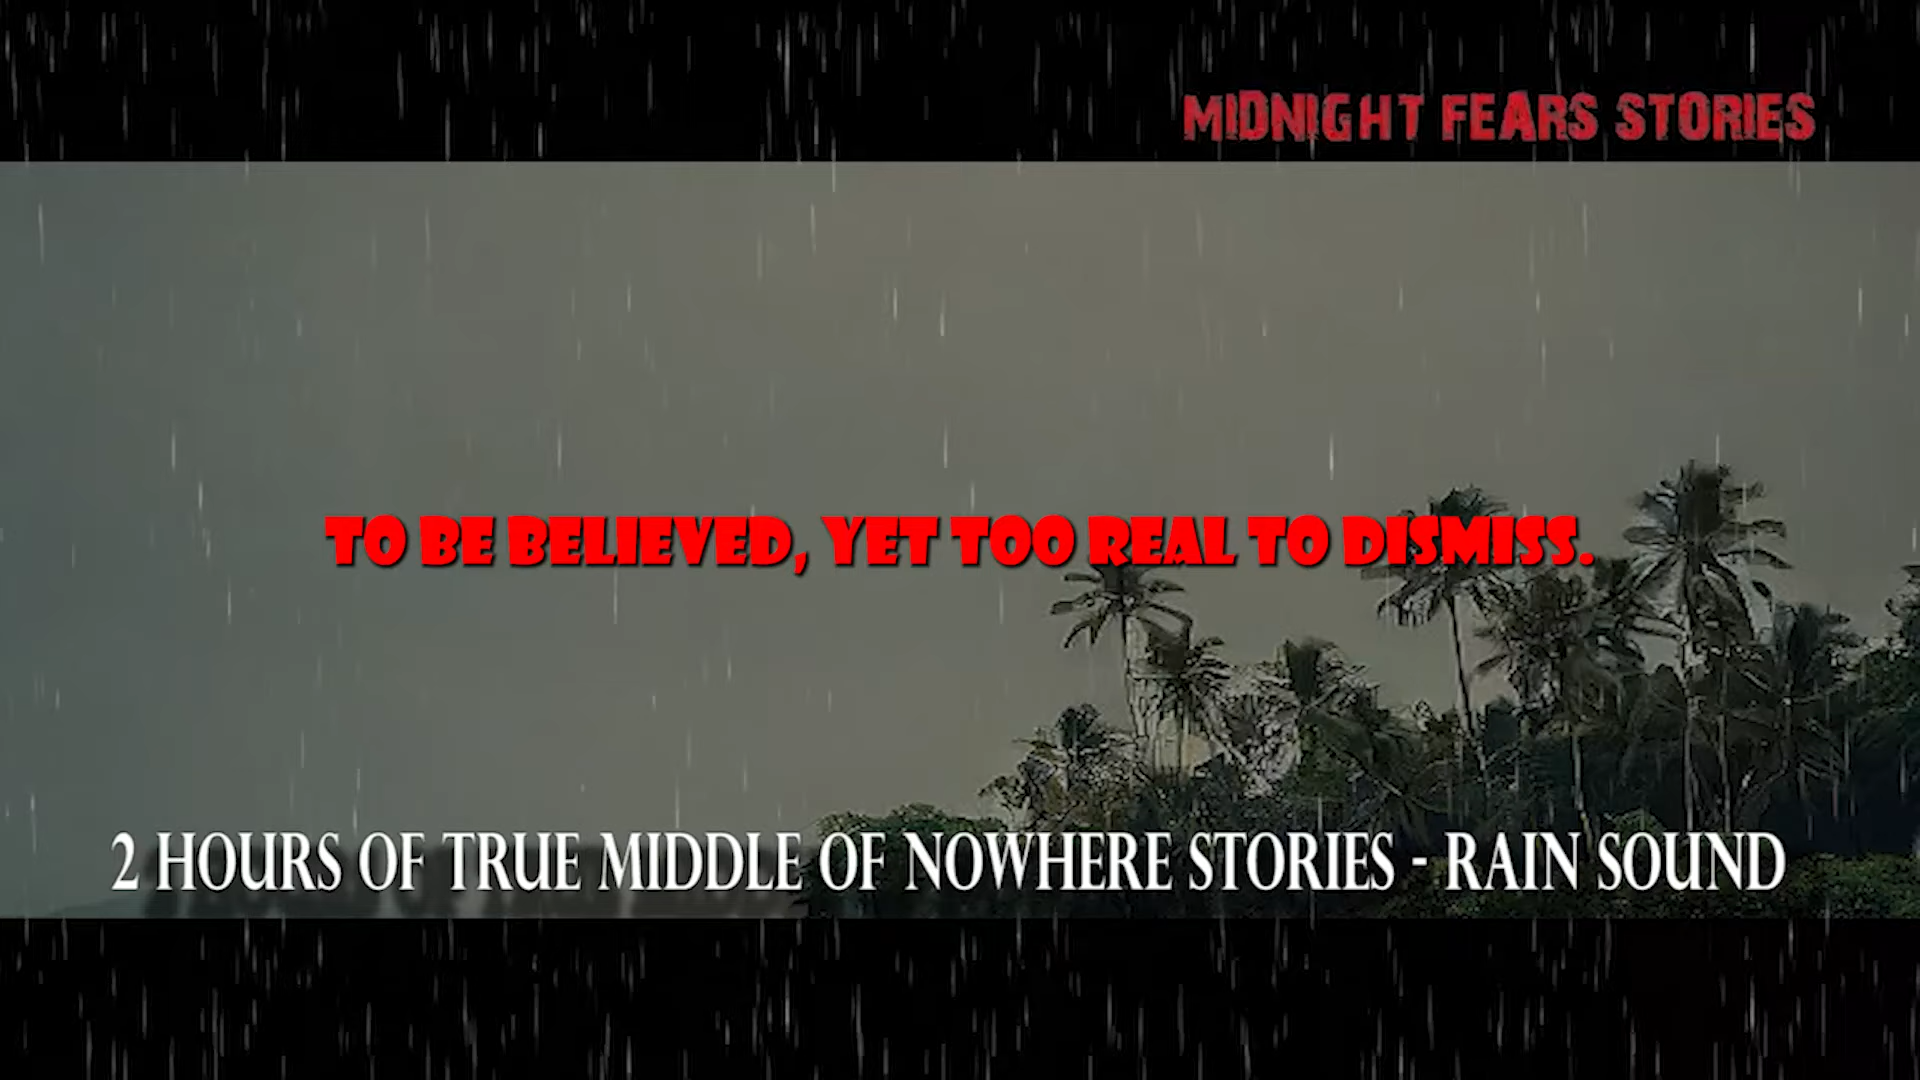 MIDNIGHT FEARS STORIES
TO BE BELIEVED, YET TOO REAL TO DISMISS.
2 HOURS OF TRUE MIDDLE OF NOWHERE STORIES - RAIN SOUND